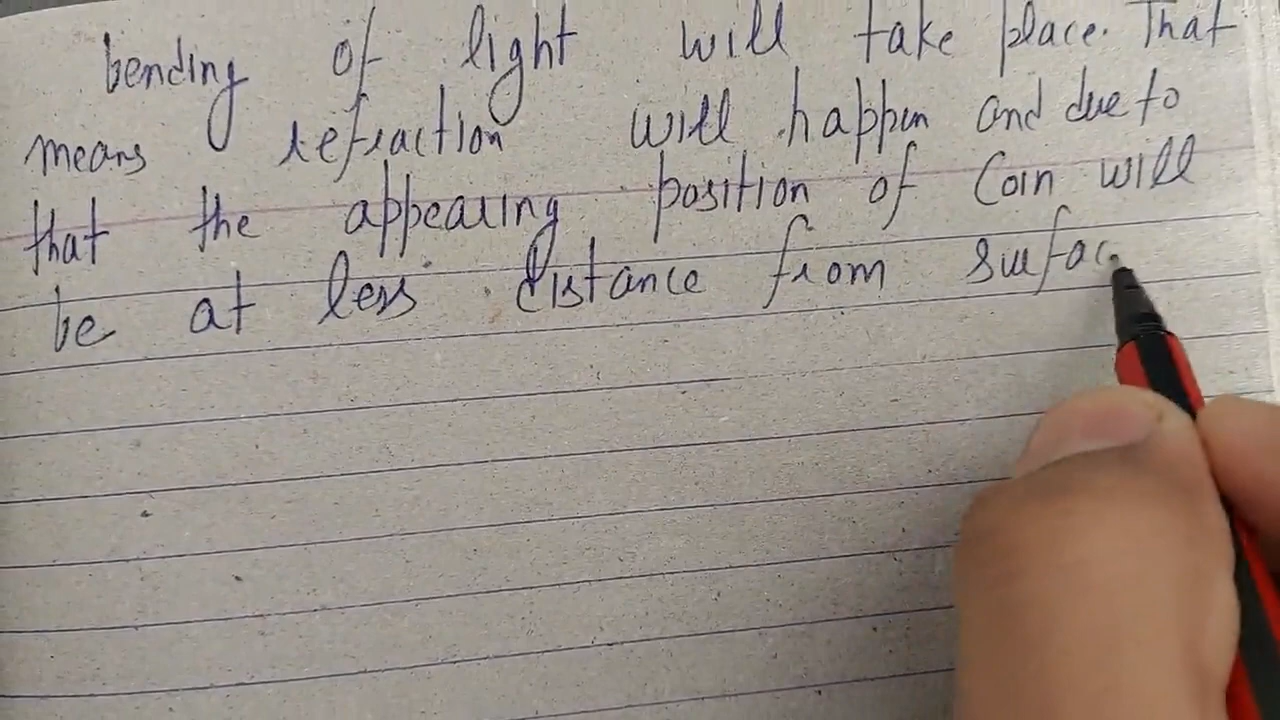 bending of light will take place. That
means refraction will happen and due to
that the appearing position of Coin will
be at less distance from surfac